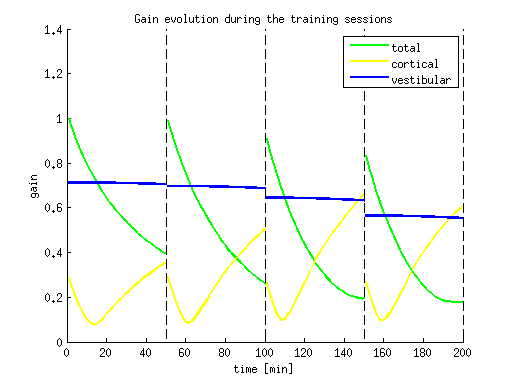 Gain evolution during the training sessions
1.4
1.2
1
0.8
0.6
0.4
0.2
0
gain
total
cortical
vestibular
0 20 40 60 80 100 120 140 160 180 200
time [min]